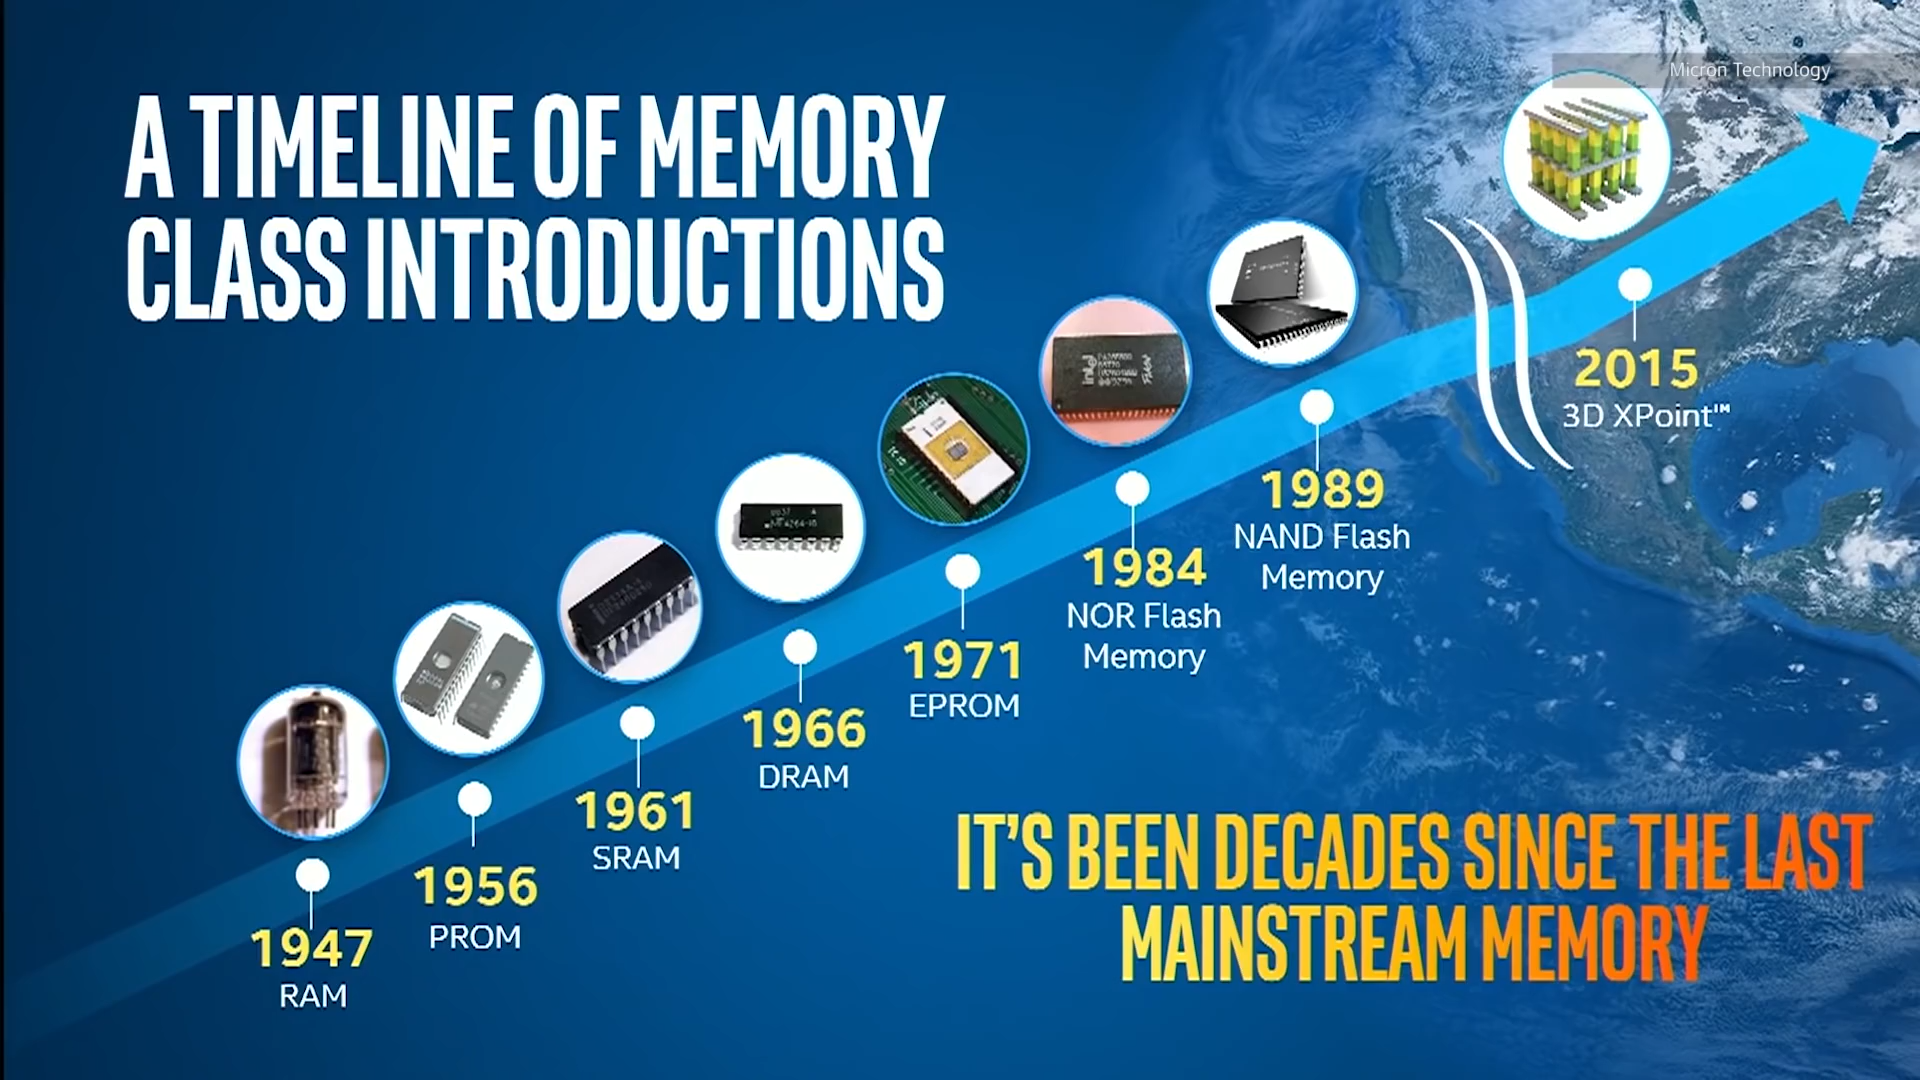 Micron Technology
A TIMELINE OF MEMORY
CLASS INTRODUCTIONS
1947
RAM
1956
PROM
1961
SRAM
1966
DRAM
1971
EPROM
1984
NOR Flash
Memory
1989
NAND Flash
Memory
2015
3D XPoint™
intel
IT'S BEEN DECADES SINCE THE LAST
MAINSTREAM MEMORY